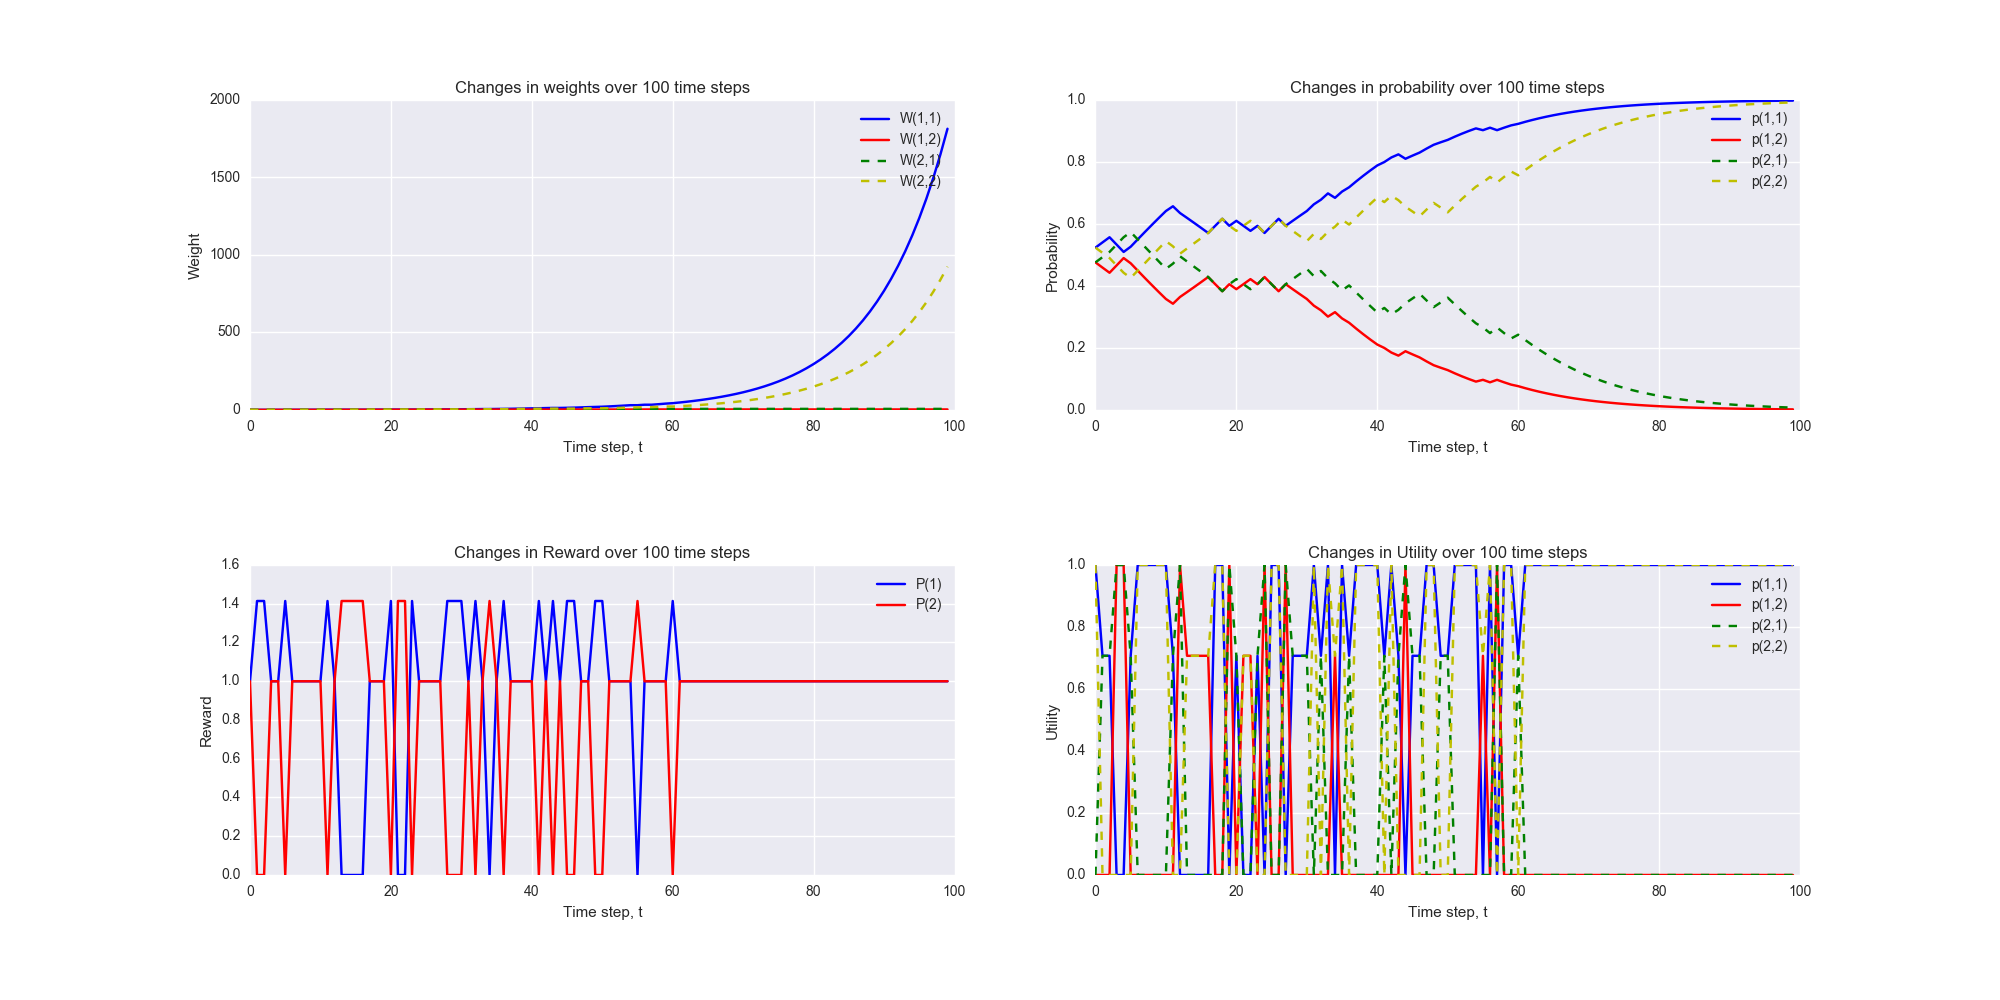 Changes in weights over 100 time steps
2000
1500
1000
500
0
Weight
0 20 40 60 80 100
Time step, t
W(1,1)
W(1,2)
W(2,1)
W(2,2)
Changes in probability over 100 time steps
1.0
0.8
0.6
0.4
0.2
0.0
Probability
0 20 40 60 80 100
Time step, t
p(1,1)
p(1,2)
p(2,1)
p(2,2)
Changes in Reward over 100 time steps
1.6
1.4
1.2
1.0
0.8
0.6
0.4
0.2
0.0
Reward
0 20 40 60 80 100
Time step, t
P(1)
P(2)
Changes in Utility over 100 time steps
1.0
0.8
0.6
0.4
0.2
0.0
Utility
0 20 40 60 80 100
Time step, t
p(1,1)
p(1,2)
p(2,1)
p(2,2)